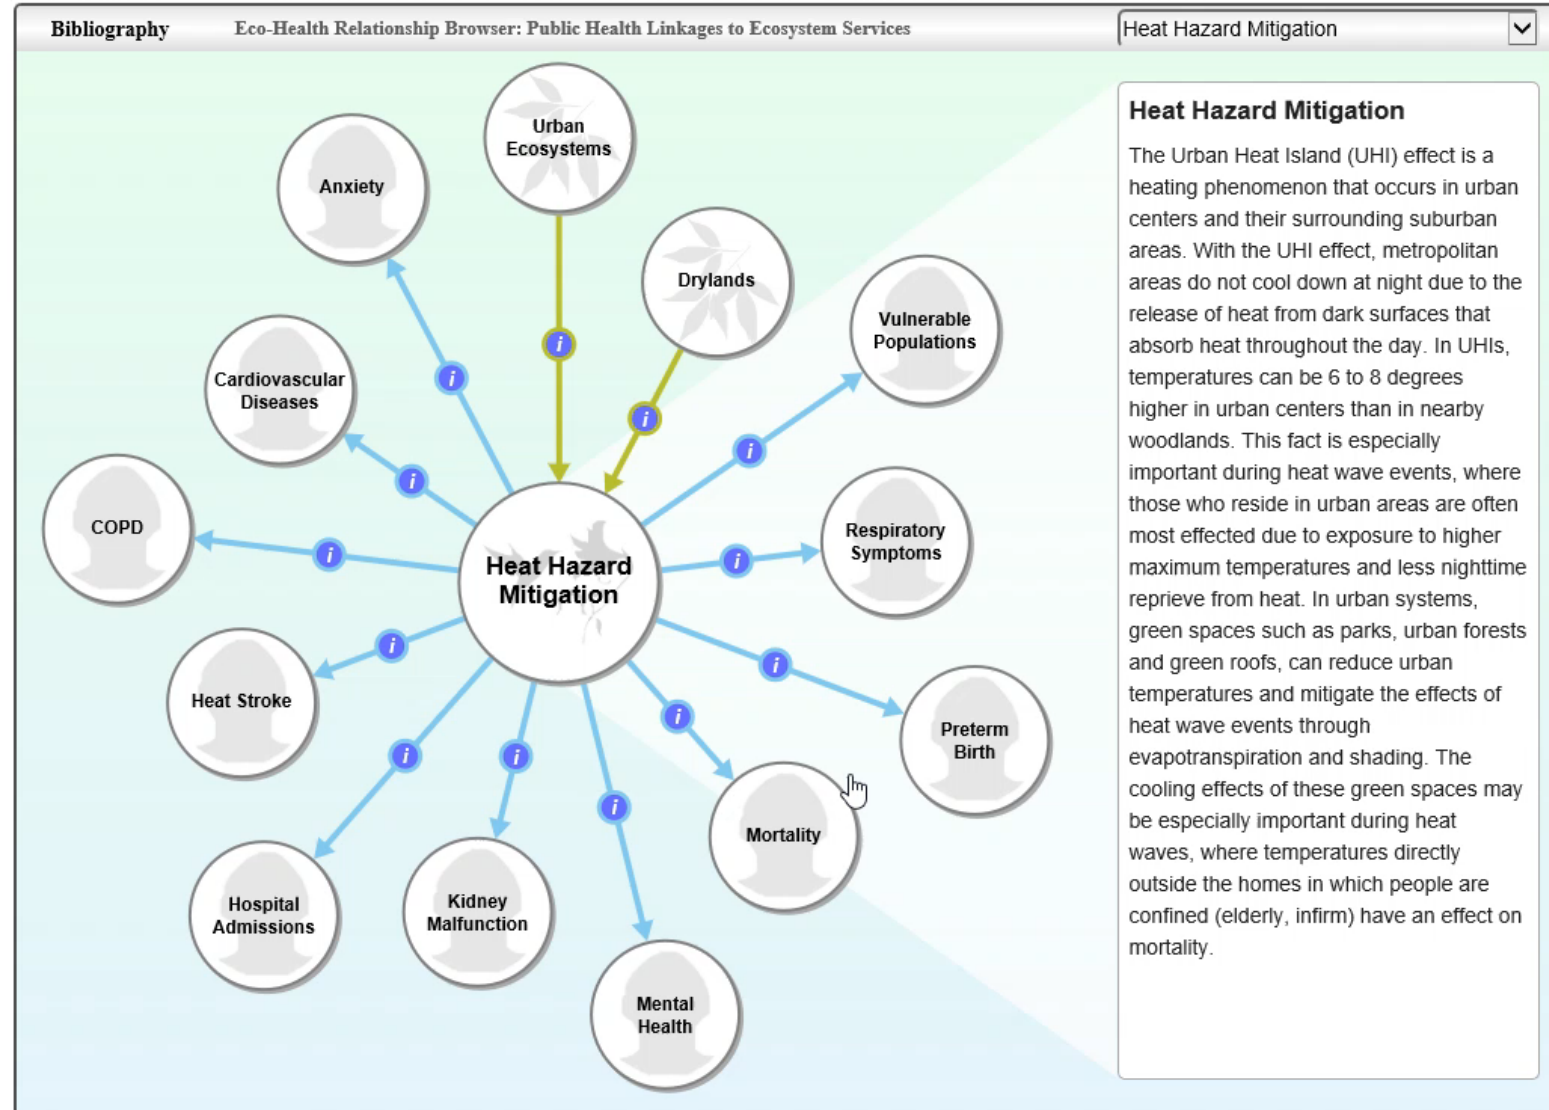 Bibliography
Eco-Health Relationship Browser: Public Health Linkages to Ecosystem Services
Heat Hazard Mitigation
Urban
Ecosystems
Anxiety
Drylands
Vulnerable
Populations
Cardiovascular
Diseases
COPD
Respiratory
Symptoms
Heat Hazard
Mitigation
Heat Stroke
Preterm
Birth
Mortality
Hospital
Admissions
Kidney
Malfunction
Mental
Health
i
i
i
i
i
i
i
i
i
i
i
i
i
Heat Hazard Mitigation
The Urban Heat Island (UHI) effect is a
heating phenomenon that occurs in urban
centers and their surrounding suburban
areas. With the UHI effect, metropolitan
areas do not cool down at night due to the
release of heat from dark surfaces that
absorb heat throughout the day. In UHIs,
temperatures can be 6 to 8 degrees
higher in urban centers than in nearby
woodlands. This fact is especially
important during heat wave events, where
those who reside in urban areas are often
most effected due to exposure to higher
maximum temperatures and less nighttime
reprieve from heat. In urban systems,
green spaces such as parks, urban forests
and green roofs, can reduce urban
temperatures and mitigate the effects of
heat wave events through
evapotranspiration and shading. The
cooling effects of these green spaces may
be especially important during heat
waves, where temperatures directly
outside the homes in which people are
confined (elderly, infirm) have an effect on
mortality.